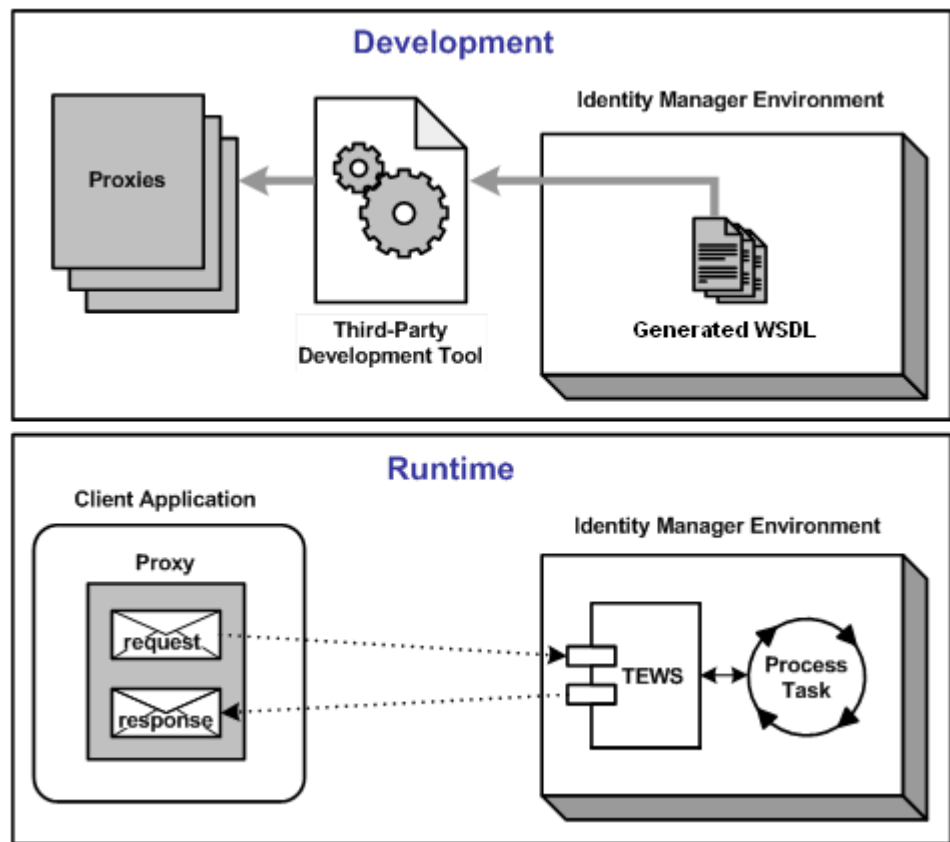 Development
Identity Manager Environment
Proxies
Third-Party
Development Tool
Generated WSDL
Runtime
Client Application
Identity Manager Environment
Proxy
request
response
TEWS
Process
Task